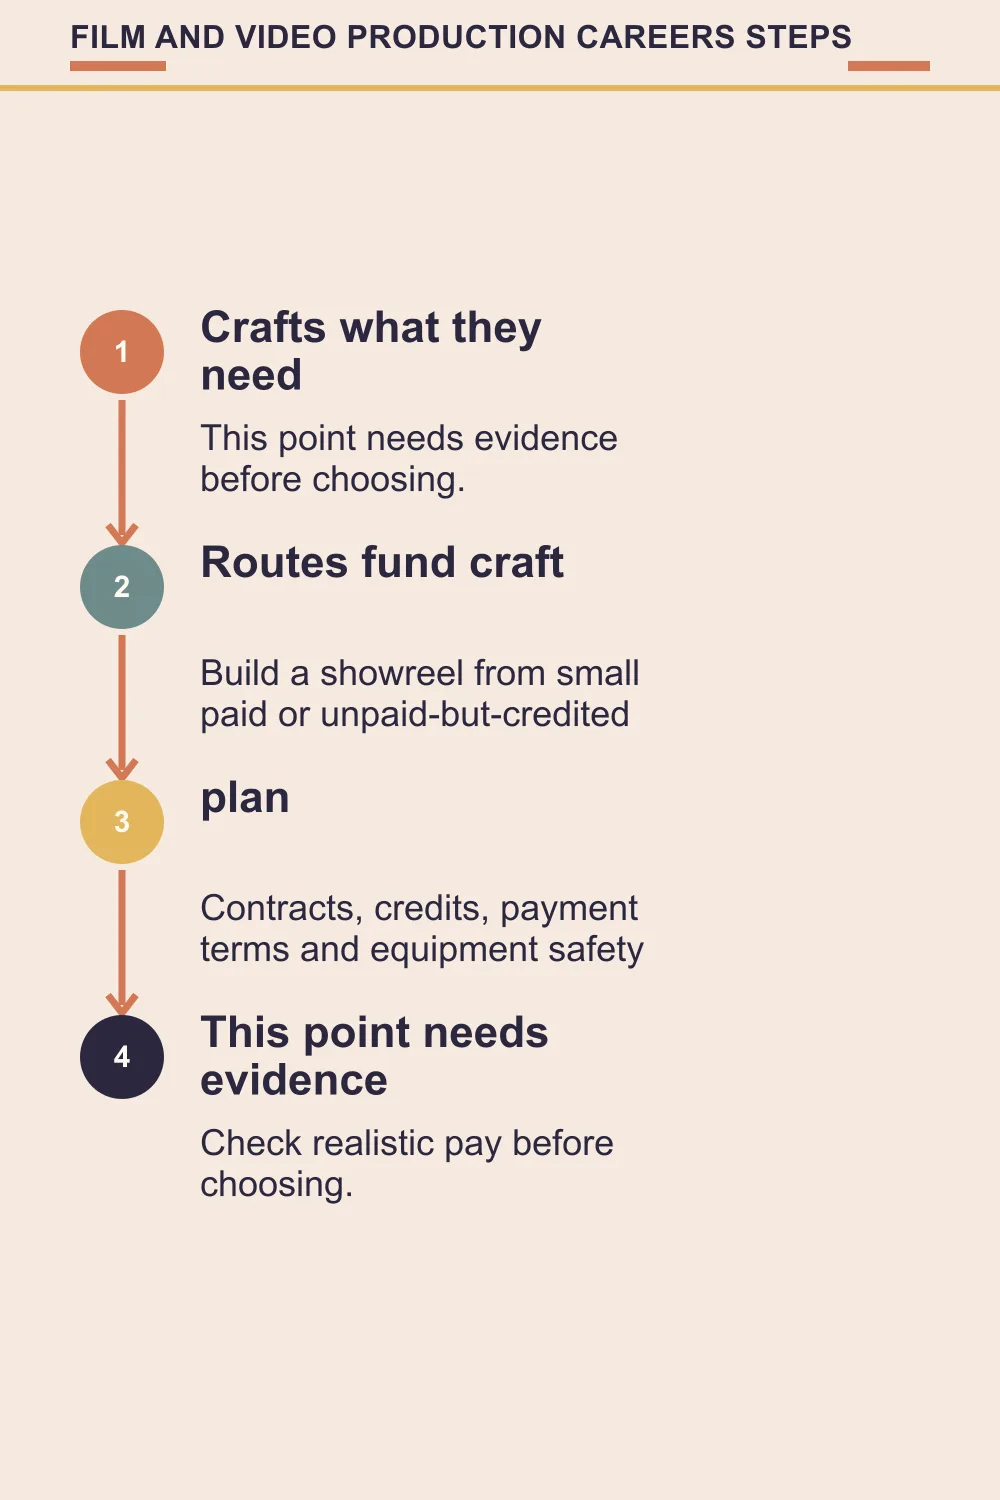 FILM AND VIDEO PRODUCTION CAREERS STEPS
1
Crafts what they
need
This point needs evidence
before choosing.
2
Routes fund craft
Build a showreel from small
paid or unpaid-but-credited
3
plan
Contracts, credits, payment
terms and equipment safety
4
This point needs
evidence
Check realistic pay before
choosing.